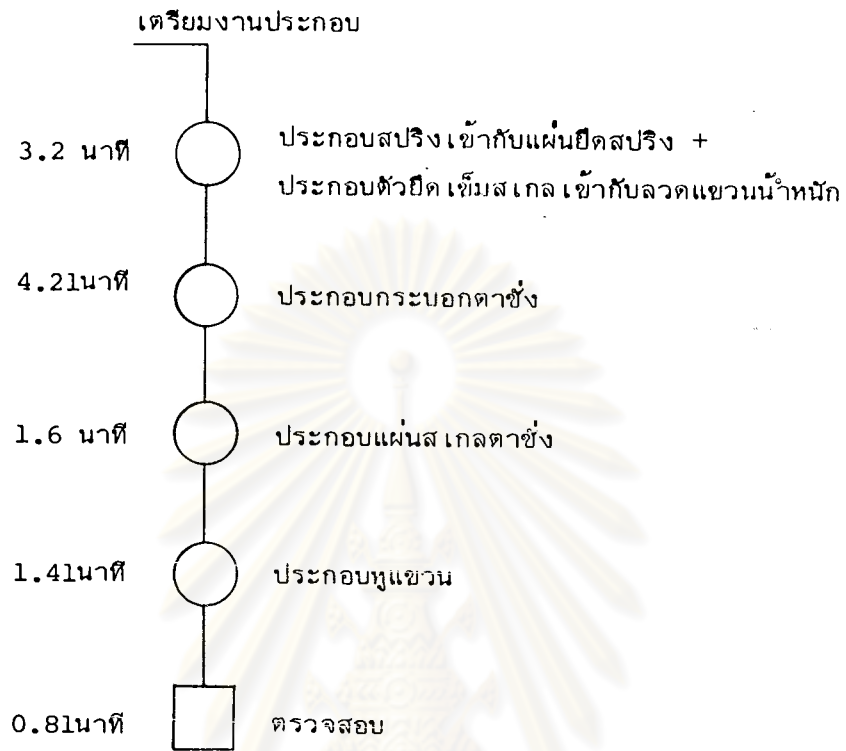 เตรียมงานประกอบ
3.2 นาที
ประกอบสปริงเข้ากับแผ่นยึดสปริง +
ประกอบตัวยึดเข็มสเกลเข้ากับลวดแขวนน้ำหนัก
4.21นาที
ประกอบกระบอกตาชั่ง
1.6 นาที
ประกอบแผ่นสเกลตาชั่ง
1.41นาที
ประกอบหูแขวน
0.81นาที
ตรวจสอบ